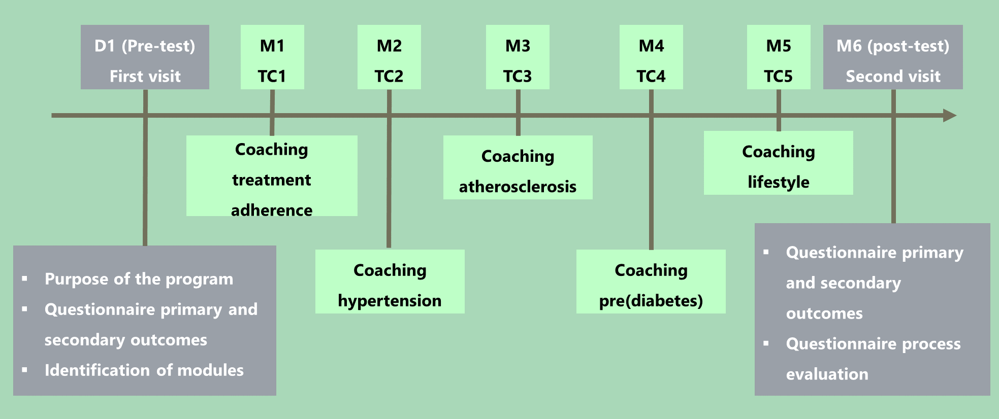 D1 (Pre-test)
First visit
M1
TC1
M2
TC2
M3
TC3
M4
TC4
M5
TC5
M6 (post-test)
Second visit
Coaching
treatment
adherence
Coaching
hypertension
Coaching
atherosclerosis
Coaching
pre(diabetes)
Coaching
lifestyle
▪ Purpose of the program
▪ Questionnaire primary and
secondary outcomes
▪ Identification of modules
▪ Questionnaire primary
and secondary
outcomes
▪ Questionnaire process
evaluation